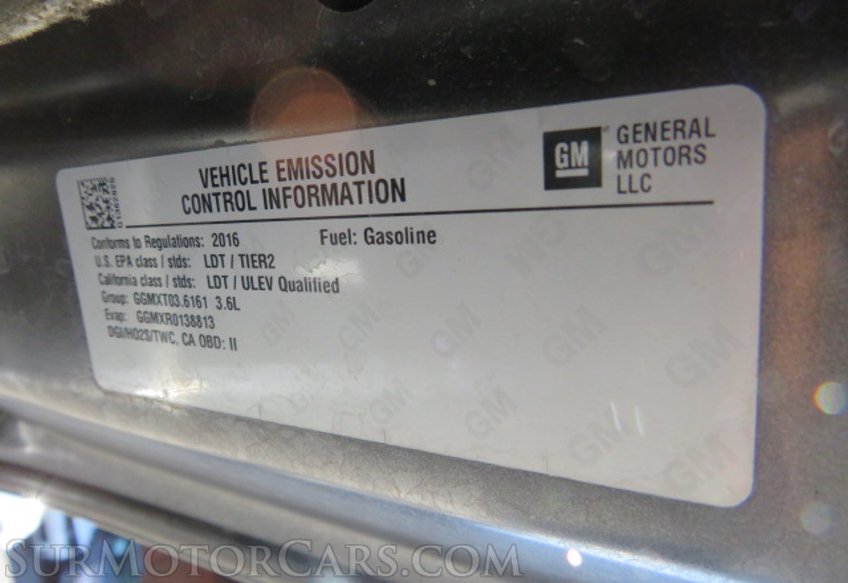 VEHICLE EMISSION
CONTROL INFORMATION
GM
GENERAL
MOTORS
LLC
Conforms to Regulations: 2016 Fuel: Gasoline
U.S. EPA class / stds: LDT / TIER2
California class / stds: LDT / ULEV Qualified
Group: GGMXT03.6161 3.6L
Evap: GGMXR0138813
DGI/HO2S/TWC. CA OBD: II
SURMOTORCARS.COM